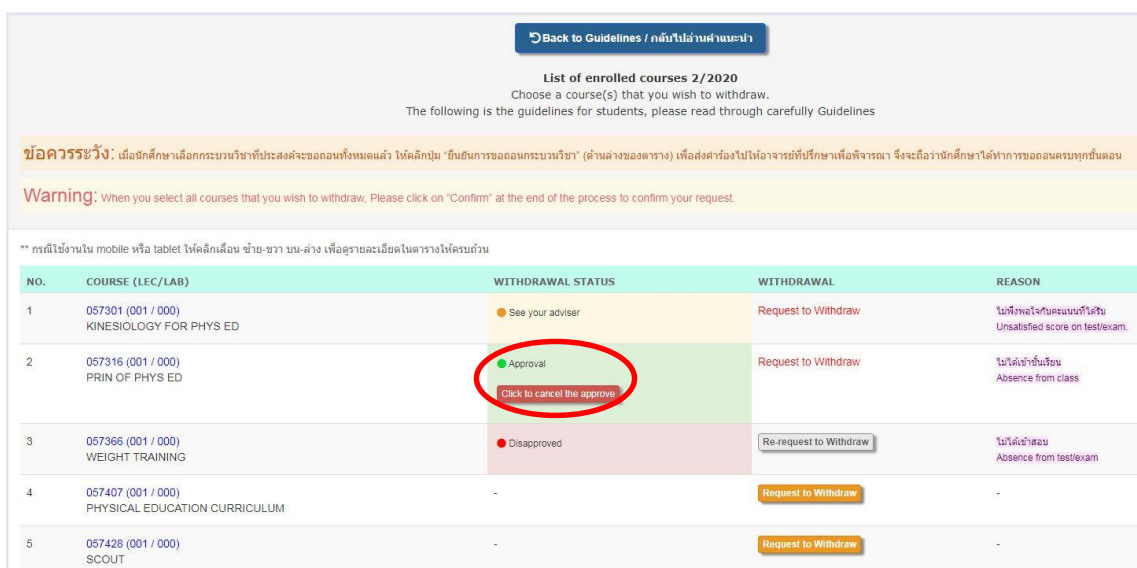 Back to Guidelines / กลับไปอ่านคำแนะนำ
List of enrolled courses 2/2020
Choose a course(s) that you wish to withdraw.
The following is the guidelines for students, please read through carefully Guidelines
ข้อควรระวัง: เมื่อนักศึกษาเลือกกระบวนวิชาที่ประสงค์จะขอถอนทั้งหมดแล้ว ให้คลิกปุ่ม "ยืนยันการขอถอนกระบวนวิชา" (ด้านล่างของตาราง) เพื่อส่งคำร้องไปให้อาจารย์ที่ปรึกษาเพื่อพิจารณา จึงจะถือว่านักศึกษาได้ทำการขอถอนครบทุกขั้นตอน
Warning: When you select all courses that you wish to withdraw, Please click on "Confirm" at the end of the process to confirm your request.
** กรณีใช้งานใน mobile หรือ tablet ให้คลิกเลื่อน ซ้าย-ขวา บน-ล่าง เพื่อดูรายละเอียดในตารางให้ครบถ้วน
NO. COURSE (LEC/LAB) WITHDRAWAL STATUS WITHDRAWAL REASON
1 057301 (001 / 000) See your adviser Request to Withdraw ไม่พึงพอใจกับคะแนนที่ได้รับ
KINESIOLOGY FOR PHYS ED Unsatisfied score on test/exam.
2 057316 (001 / 000) Approval Request to Withdraw ไม่ได้เข้าชั้นเรียน
PRIN OF PHYS ED Absence from class
Click to cancel the approve
3 057366 (001 / 000) Disapproved Re-request to Withdraw ไม่ได้เข้าสอบ
WEIGHT TRAINING Absence from test/exam
4 057407 (001 / 000) - Request to Withdraw -
PHYSICAL EDUCATION CURRICULUM
5 057428 (001 / 000) - Request to Withdraw -
SCOUT